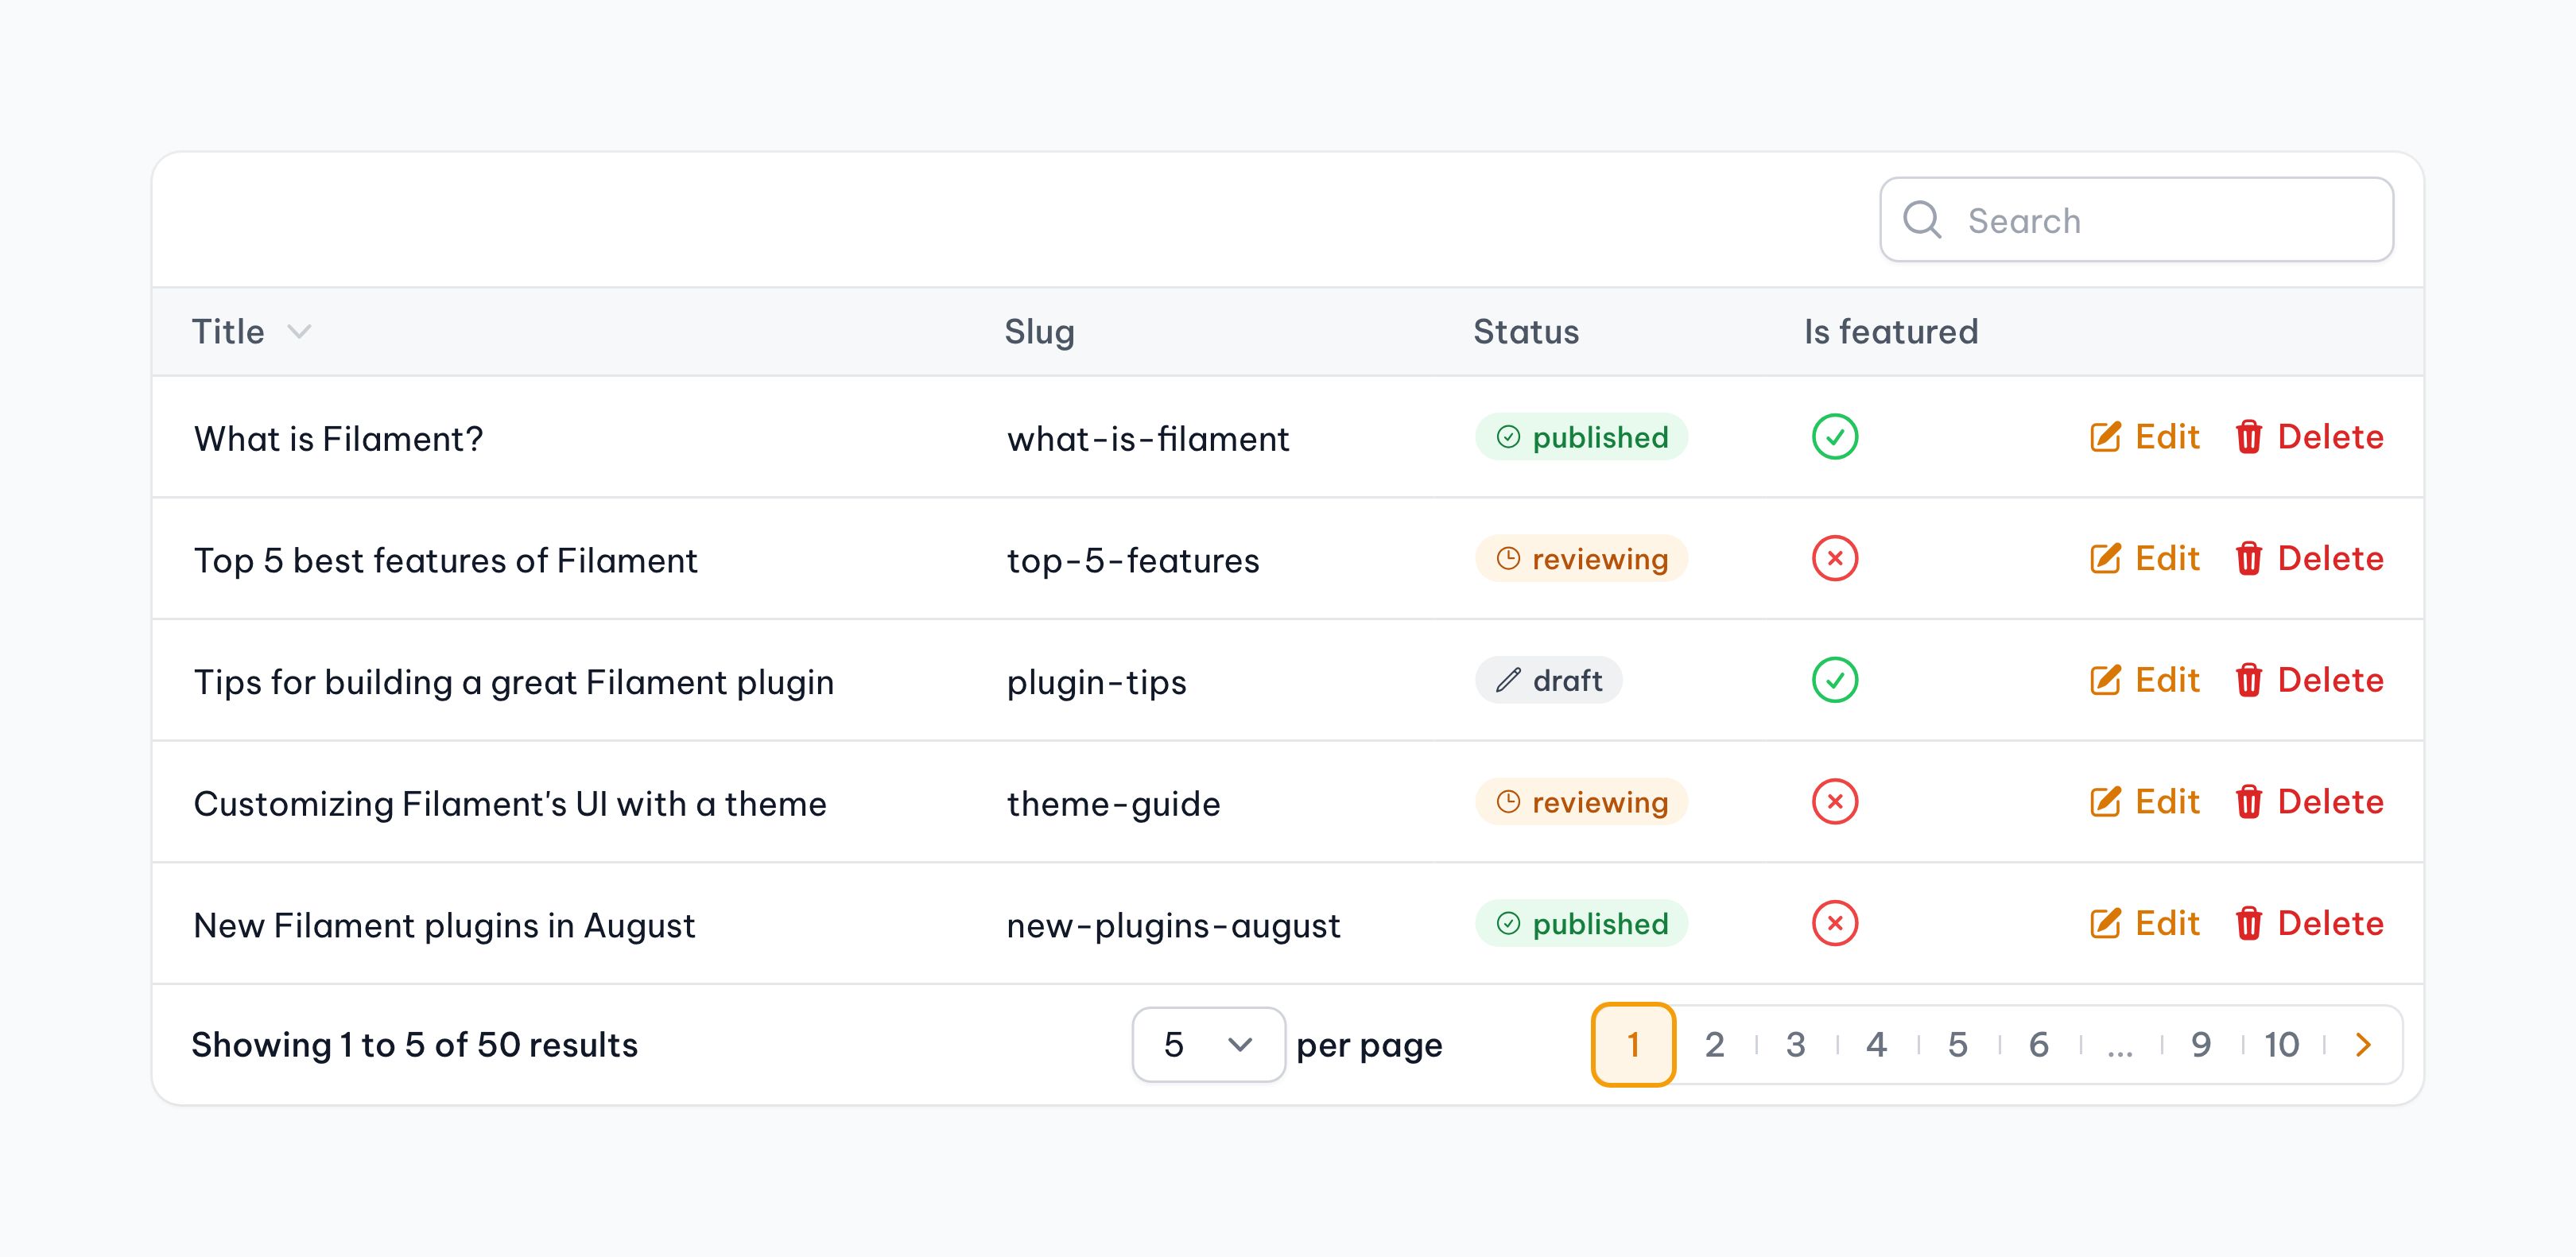 Search
Title Slug Status Is featured
What is Filament? what-is-filament published Edit Delete
Top 5 best features of Filament top-5-features reviewing Edit Delete
Tips for building a great Filament plugin plugin-tips draft Edit Delete
Customizing Filament's UI with a theme theme-guide reviewing Edit Delete
New Filament plugins in August new-plugins-august published Edit Delete
Showing 1 to 5 of 50 results 5 per page 1 2 3 4 5 6 ... 9 10